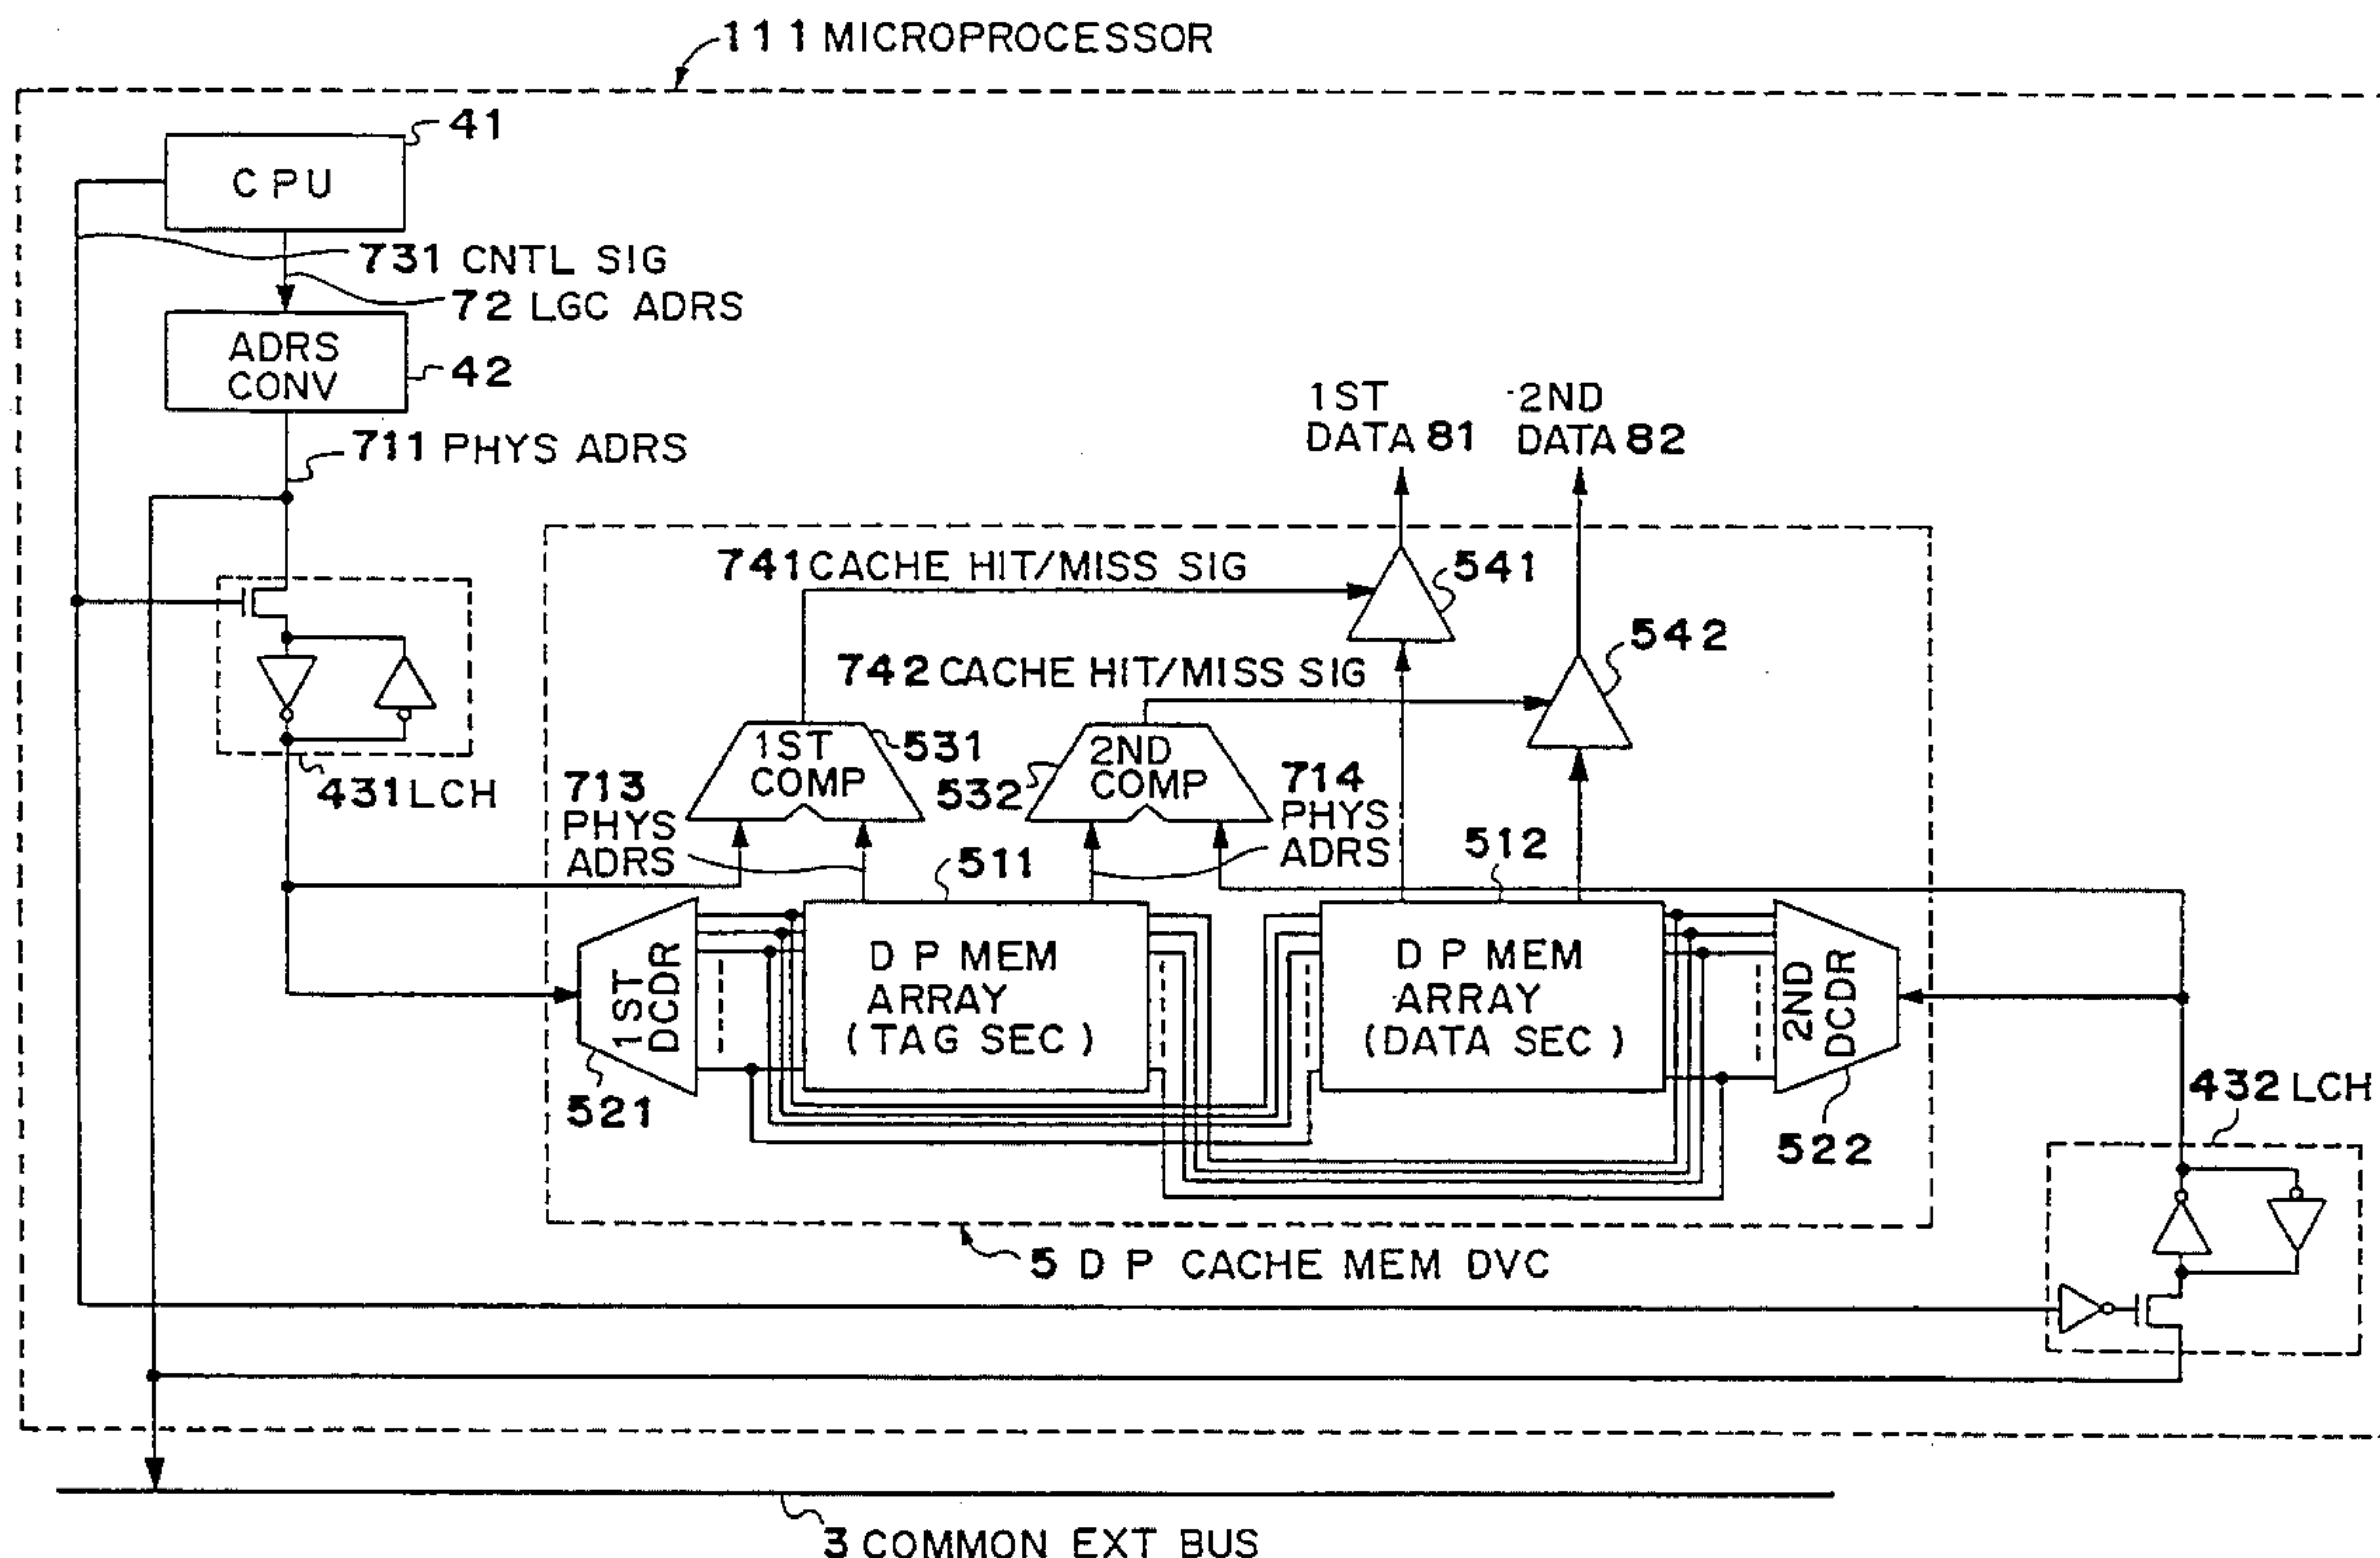 111 MICROPROCESSOR
41
CPU
731 CNTL SIG
72 LGC ADRS
ADRS
CONV
42
711 PHYS ADRS
1ST
DATA 81
2ND
DATA 82
741 CACHE HIT/MISS SIG
541
742 CACHE HIT/MISS SIG
542
1ST
COMP
531
2ND
COMP
532
431 LCH
713
PHYS
ADRS
714
PHYS
ADRS
511
512
1ST
DCDR
521
D P MEM
ARRAY
(TAG SEC)
D P MEM
ARRAY
(DATA SEC)
2ND
DCDR
522
432 LCH
5 D P CACHE MEM DVC
3 COMMON EXT BUS